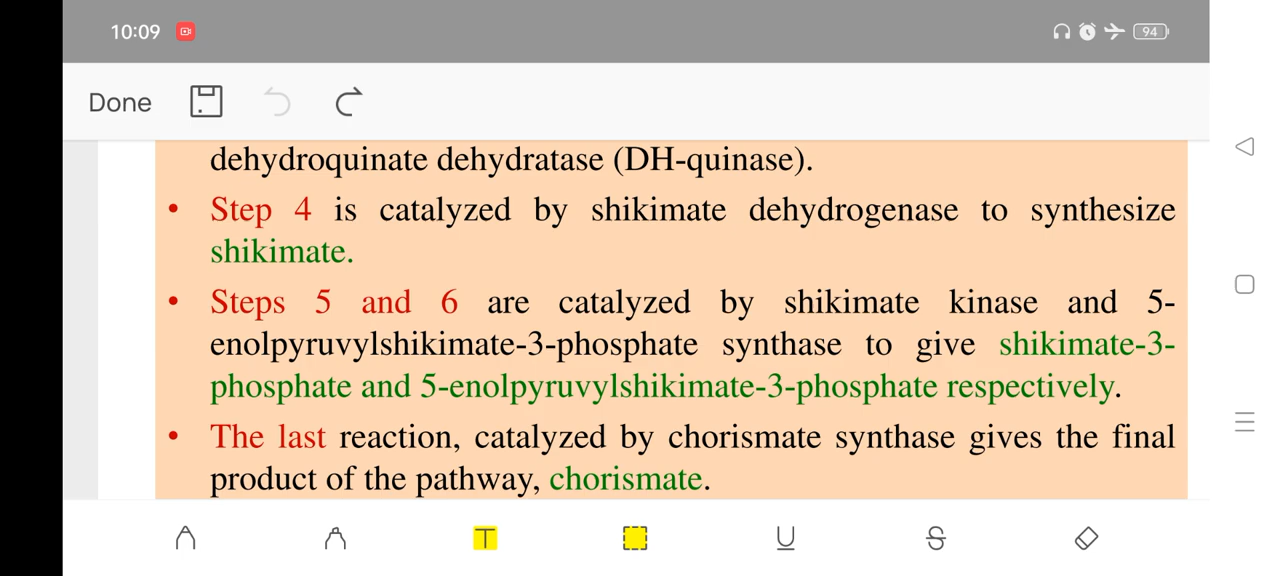 10:09
94
Done
dehydroquinate dehydratase (DH-quinase).
• Step 4 is catalyzed by shikimate dehydrogenase to synthesize
shikimate.
• Steps 5 and 6 are catalyzed by shikimate kinase and 5-
enolpyruvylshikimate-3-phosphate synthase to give shikimate-3-
phosphate and 5-enolpyruvylshikimate-3-phosphate respectively.
• The last reaction, catalyzed by chorismate synthase gives the final
product of the pathway, chorismate.
T
U
S